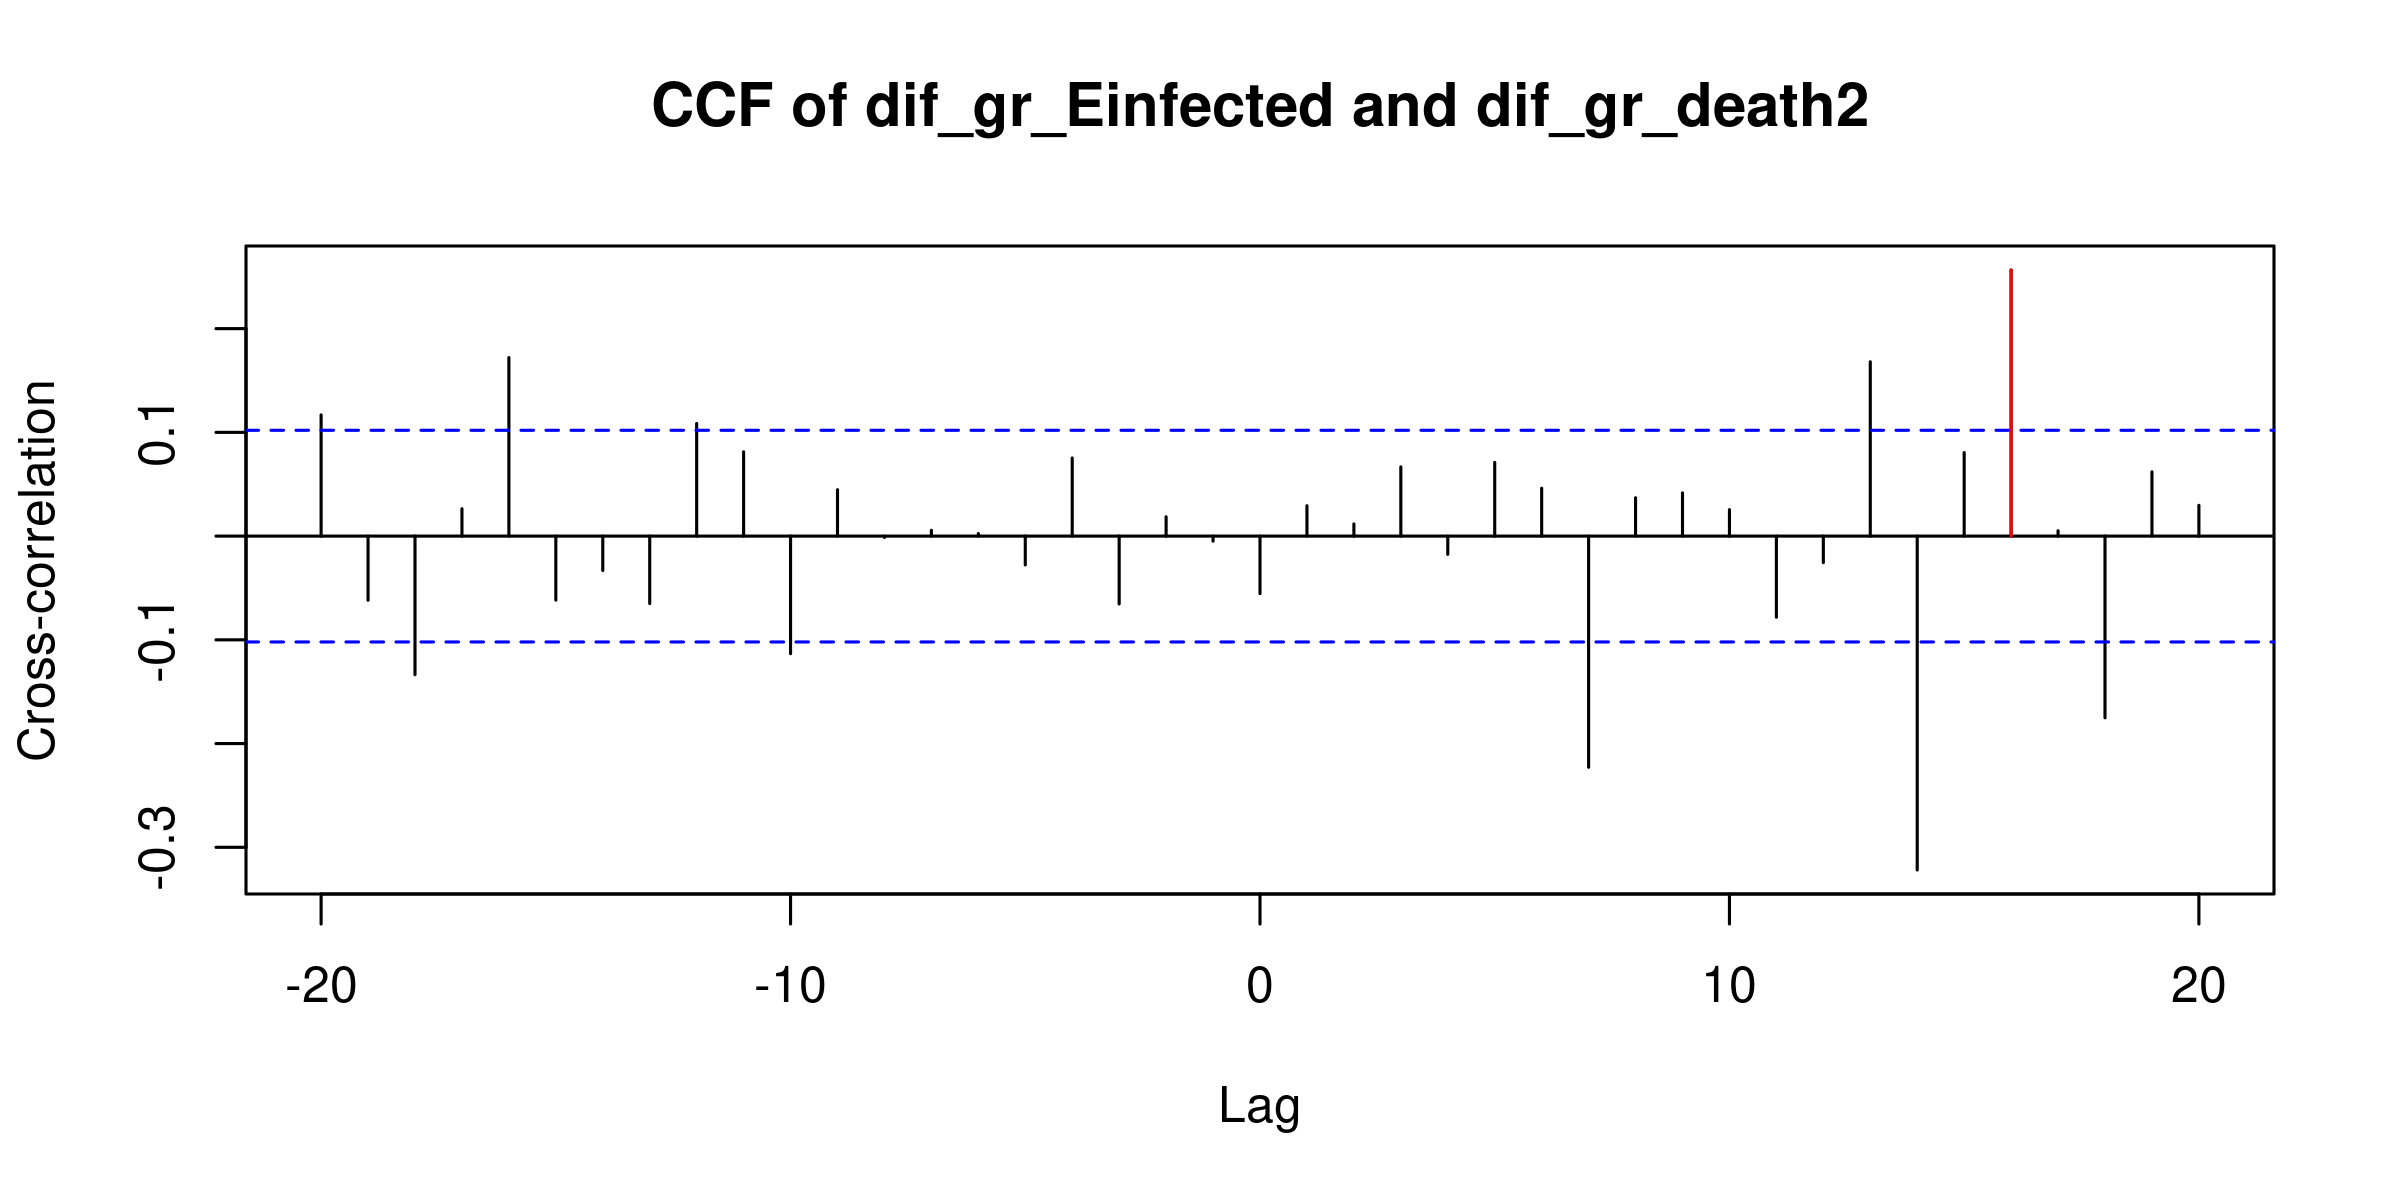 CCF of dif_gr_Einfected and dif_gr_death2
Cross-correlation
0.1
-0.1
-0.3
-20 -10 0 10 20
Lag